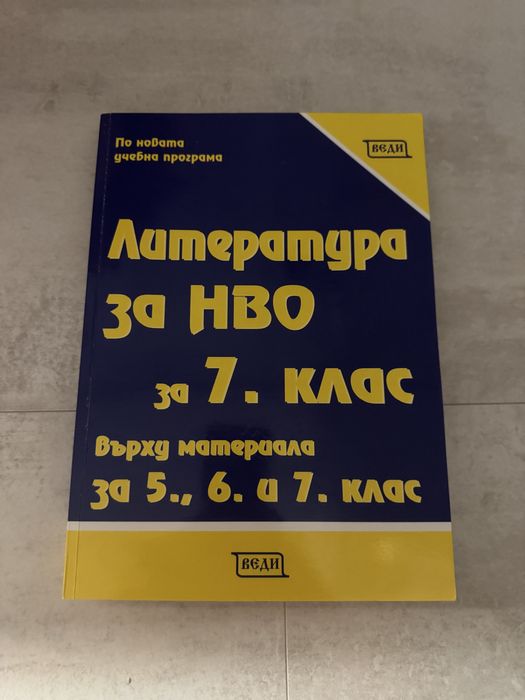 По новата
учебна програма
ВЕДИ
Литература
за НВО
за 7. клас
върху материала
за 5., 6. и 7. клас
ВЕДИ